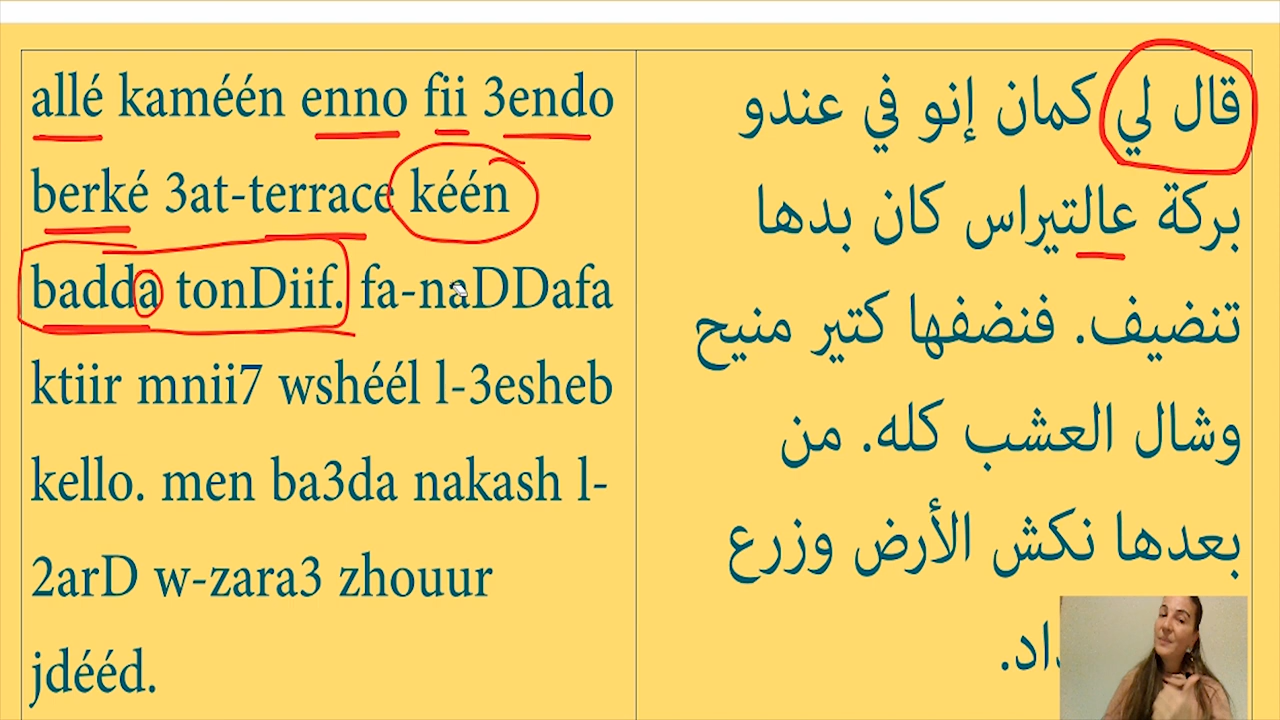 allé kaméén enno fii 3endo
berké 3at-terrace kéén
badda tonDiif. fa-naDDafa
ktiir mnii7 wshéél l-3esheb
kello. men ba3da nakash l-
2arD w-zara3 zhouur
jdééd.
قال لي كمان إنو في عندو
بركة عالتيراس كان بدها
تنضيف. فنضفها كتير منيح
وشال العشب كله. من
بعدها نكش الأرض وزرع